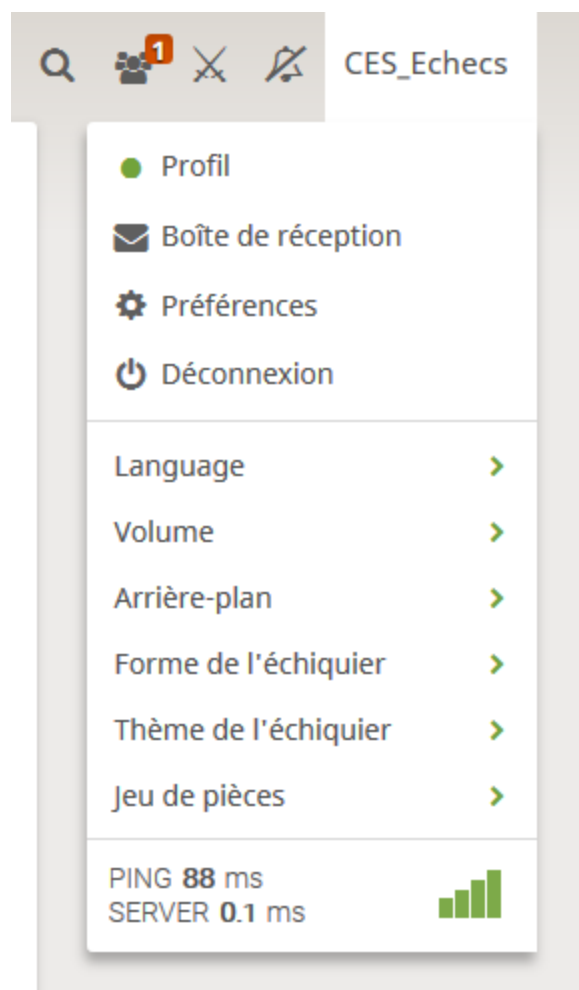 1
CES_Echecs
Profil
Boîte de réception
Préférences
Déconnexion
Language
Volume
Arrière-plan
Forme de l'échiquier
Thème de l'échiquier
Jeu de pièces
PING 88 ms
SERVER 0.1 ms